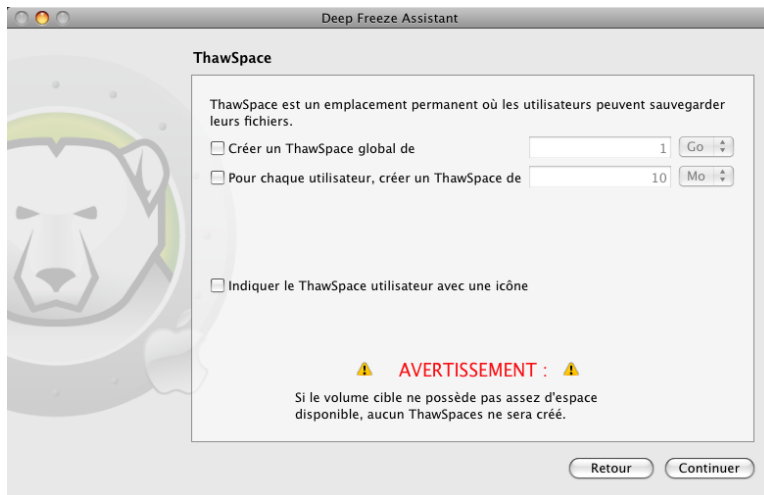 Deep Freeze Assistant
ThawSpace
ThawSpace est un emplacement permanent où les utilisateurs peuvent sauvegarder
leurs fichiers.
Créer un ThawSpace global de 1 Go
Pour chaque utilisateur, créer un ThawSpace de 10 Mo
Indiquer le ThawSpace utilisateur avec une icône
AVERTISSEMENT :
Si le volume cible ne possède pas assez d'espace
disponible, aucun ThawSpaces ne sera créé.
Retour Continuer